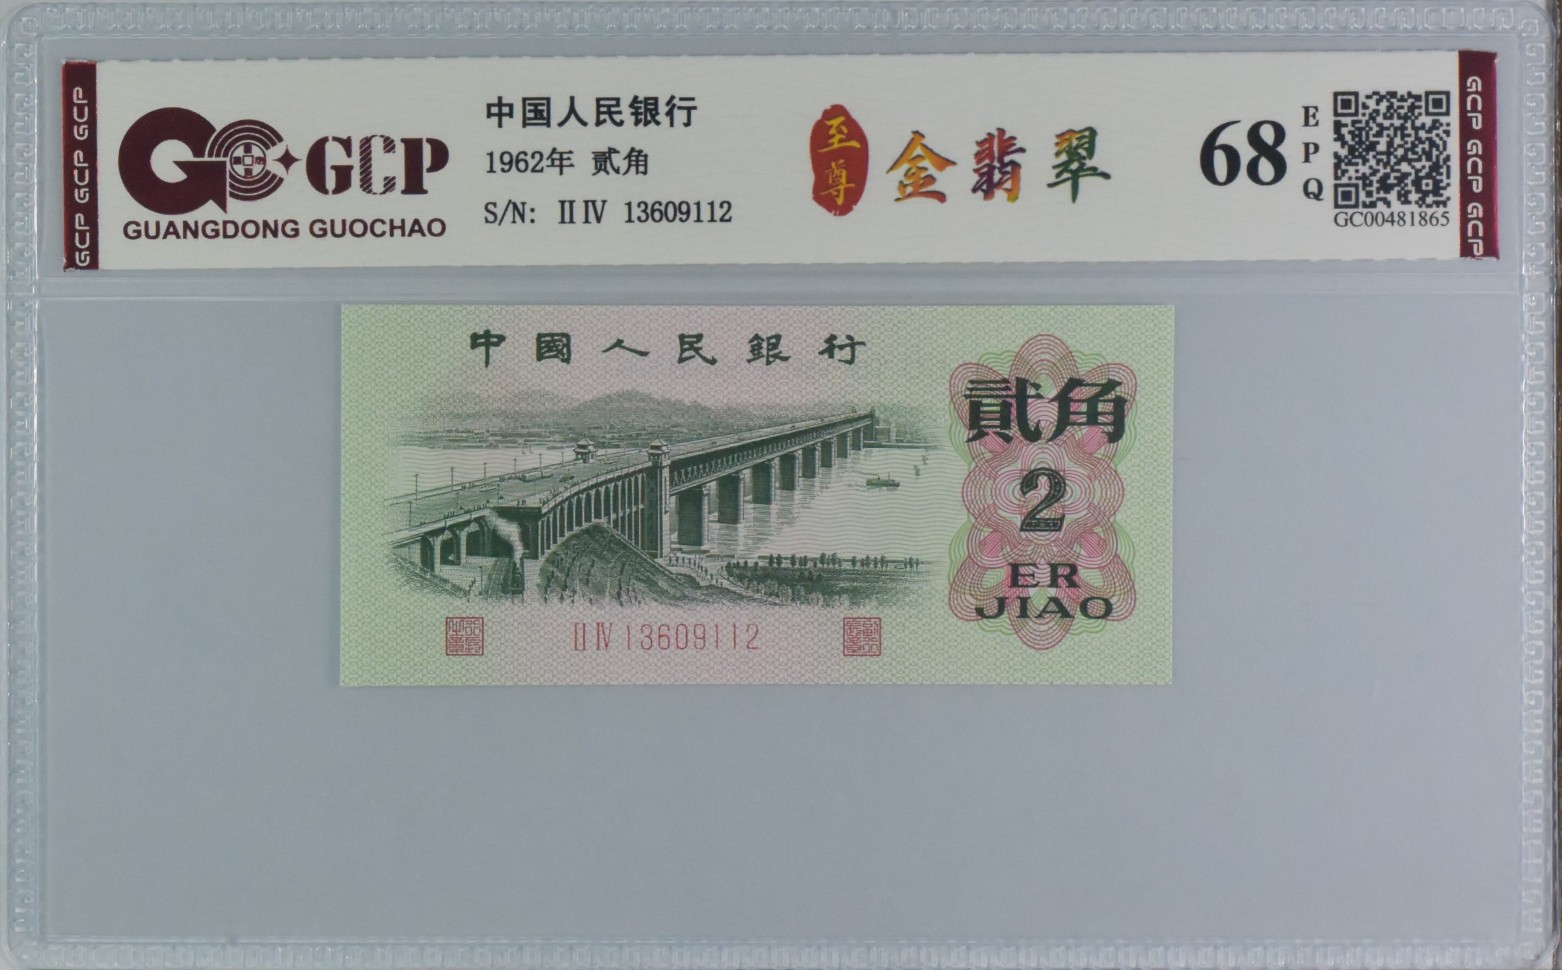 GCP GCP GCP
GCP
GUANGDONG GUOCHAO
中国人民银行
1962年 贰角
S/N: ⅡⅣ 13609112
至尊
金翡翠
68
EPQ
GC00481865
GCP GCP GCP
中國人民銀行
貳角
2
ER
JIAO
ⅡⅣ 13609112